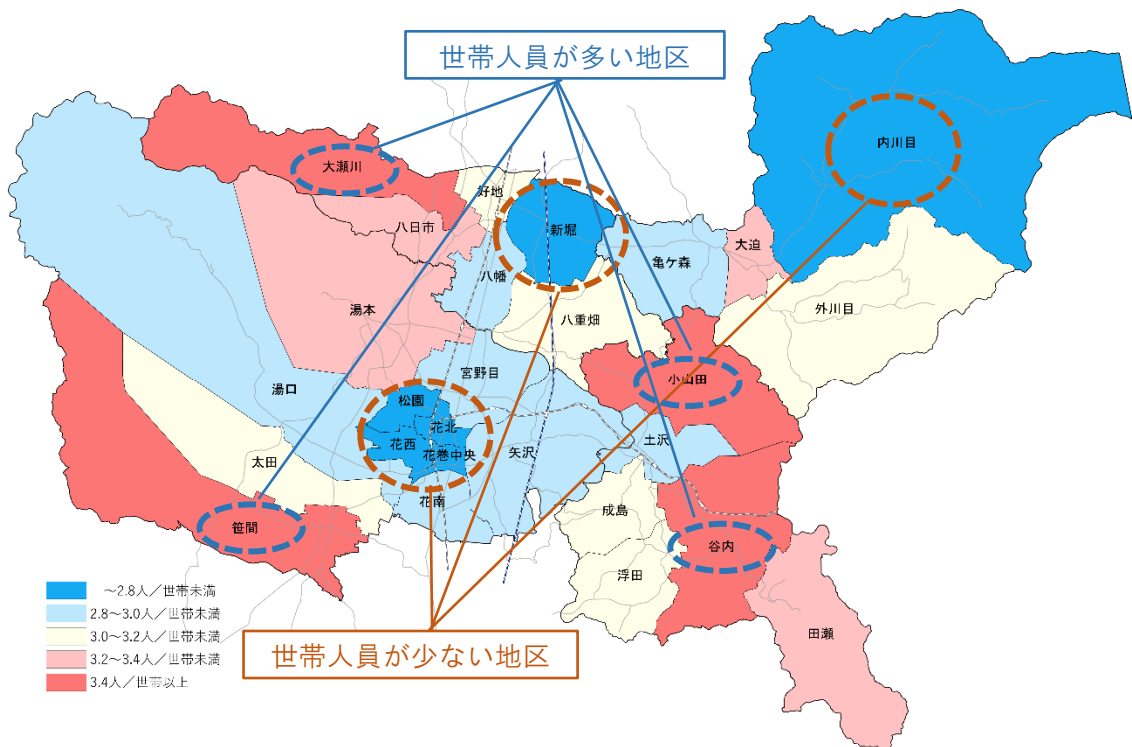 世帯人員が多い地区
内川目
大瀬川
好地
新堀
八日市
大迫
亀ケ森
八幡
湯本
外川目
八重畑
宮野目
小山田
湯口
松園
花北
花西
花巻中央
矢沢
土沢
太田
花南
成島
笹間
谷内
浮田
田瀬
～2.8人／世帯未満
2.8～3.0人／世帯未満
3.0～3.2人／世帯未満
3.2～3.4人／世帯未満
3.4人／世帯以上
世帯人員が少ない地区